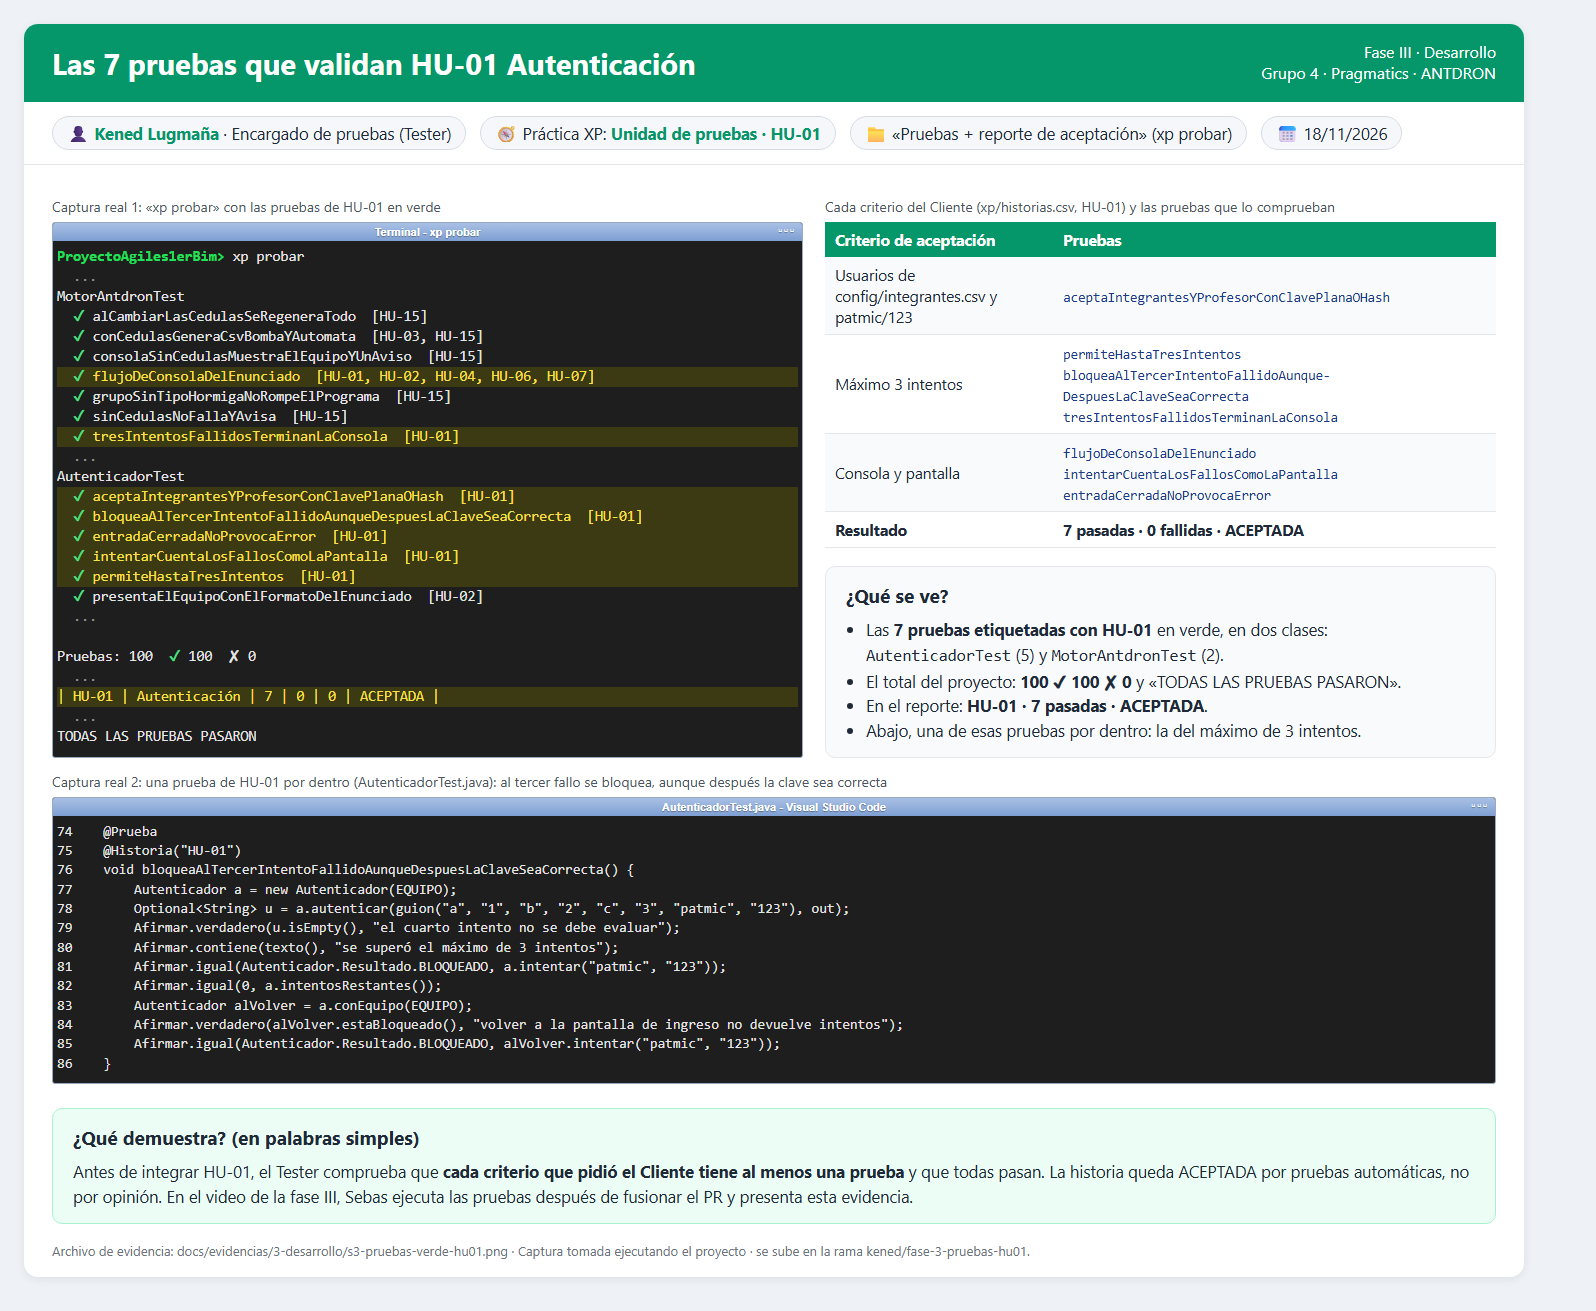 Las 7 pruebas que validan HU-01 Autenticación
Fase III · Desarrollo
Grupo 4 · Pragmatics · ANTDRON
Kened Lugmaña · Encargado de pruebas (Tester)
Práctica XP: Unidad de pruebas · HU-01
«Pruebas + reporte de aceptación» (xp probar)
18/11/2026
Captura real 1: «xp probar» con las pruebas de HU-01 en verde
Terminal - xp probar
ProyectoAgiles1erBim> xp probar
...
MotorAntdronTest
✓ alCambiarLasCedulasSeRegeneraTodo [HU-15]
✓ conCedulasGeneraCsvBombaYAutomata [HU-03, HU-15]
✓ consolaSinCedulasMuestraElEquipoYUnAviso [HU-15]
✓ flujoDeConsolaDelEnunciado [HU-01, HU-02, HU-04, HU-06, HU-07]
✓ grupoSinTipoHormigaNoRompeElPrograma [HU-15]
✓ sinCedulasNoFallaYAvisa [HU-15]
✓ tresIntentosFallidosTerminanLaConsola [HU-01]
...
AutenticadorTest
✓ aceptaIntegrantesYProfesorConClavePlanaOHash [HU-01]
✓ bloqueaAlTercerIntentoFallidoAunqueDespuesLaClaveSeaCorrecta [HU-01]
✓ entradaCerradaNoProvocaError [HU-01]
✓ intentarCuentaLosFallosComoLaPantalla [HU-01]
✓ permiteHastaTresIntentos [HU-01]
✓ presentaElEquipoConElFormatoDelEnunciado [HU-02]
...
Pruebas: 100 ✓ 100 ✗ 0
...
| HU-01 | Autenticación | 7 | 0 | 0 | ACEPTADA |
...
TODAS LAS PRUEBAS PASARON
Cada criterio del Cliente (xp/historias.csv, HU-01) y las pruebas que lo comprueban
Criterio de aceptación Pruebas
Usuarios de
config/integrantes.csv y
patmic/123
aceptaIntegrantesYProfesorConClavePlanaOHash
Máximo 3 intentos
permiteHastaTresIntentos
bloqueaAlTercerIntentoFallidoAunque-
DespuesLaClaveSeaCorrecta
tresIntentosFallidosTerminanLaConsola
Consola y pantalla
flujoDeConsolaDelEnunciado
intentarCuentaLosFallosComoLaPantalla
entradaCerradaNoProvocaError
Resultado 7 pasadas · 0 fallidas · ACEPTADA
¿Qué se ve?
• Las 7 pruebas etiquetadas con HU-01 en verde, en dos clases:
AutenticadorTest (5) y MotorAntdronTest (2).
• El total del proyecto: 100 ✓ 100 ✗ 0 y «TODAS LAS PRUEBAS PASARON».
• En el reporte: HU-01 · 7 pasadas · ACEPTADA.
• Abajo, una de esas pruebas por dentro: la del máximo de 3 intentos.
Captura real 2: una prueba de HU-01 por dentro (AutenticadorTest.java): al tercer fallo se bloquea, aunque después la clave sea correcta
AutenticadorTest.java - Visual Studio Code
74 @Prueba
75 @Historia("HU-01")
76 void bloqueaAlTercerIntentoFallidoAunqueDespuesLaClaveSeaCorrecta() {
77 Autenticador a = new Autenticador(EQUIPO);
78 Optional<String> u = a.autenticar(guion("a", "1", "b", "2", "c", "3", "patmic", "123"), out);
79 Afirmar.verdadero(u.isEmpty(), "el cuarto intento no se debe evaluar");
80 Afirmar.contiene(texto(), "se superó el máximo de 3 intentos");
81 Afirmar.igual(Autenticador.Resultado.BLOQUEADO, a.intentar("patmic", "123"));
82 Afirmar.igual(0, a.intentosRestantes());
83 Autenticador alVolver = a.conEquipo(EQUIPO);
84 Afirmar.verdadero(alVolver.estaBloqueado(), "volver a la pantalla de ingreso no devuelve intentos");
85 Afirmar.igual(Autenticador.Resultado.BLOQUEADO, alVolver.intentar("patmic", "123"));
86 }
¿Qué demuestra? (en palabras simples)
Antes de integrar HU-01, el Tester comprueba que cada criterio que pidió el Cliente tiene al menos una prueba y que todas pasan. La historia queda ACEPTADA por pruebas automáticas, no
por opinión. En el video de la fase III, Sebas ejecuta las pruebas después de fusionar el PR y presenta esta evidencia.
Archivo de evidencia: docs/evidencias/3-desarrollo/s3-pruebas-verde-hu01.png · Captura tomada ejecutando el proyecto · se sube en la rama kened/fase-3-pruebas-hu01.